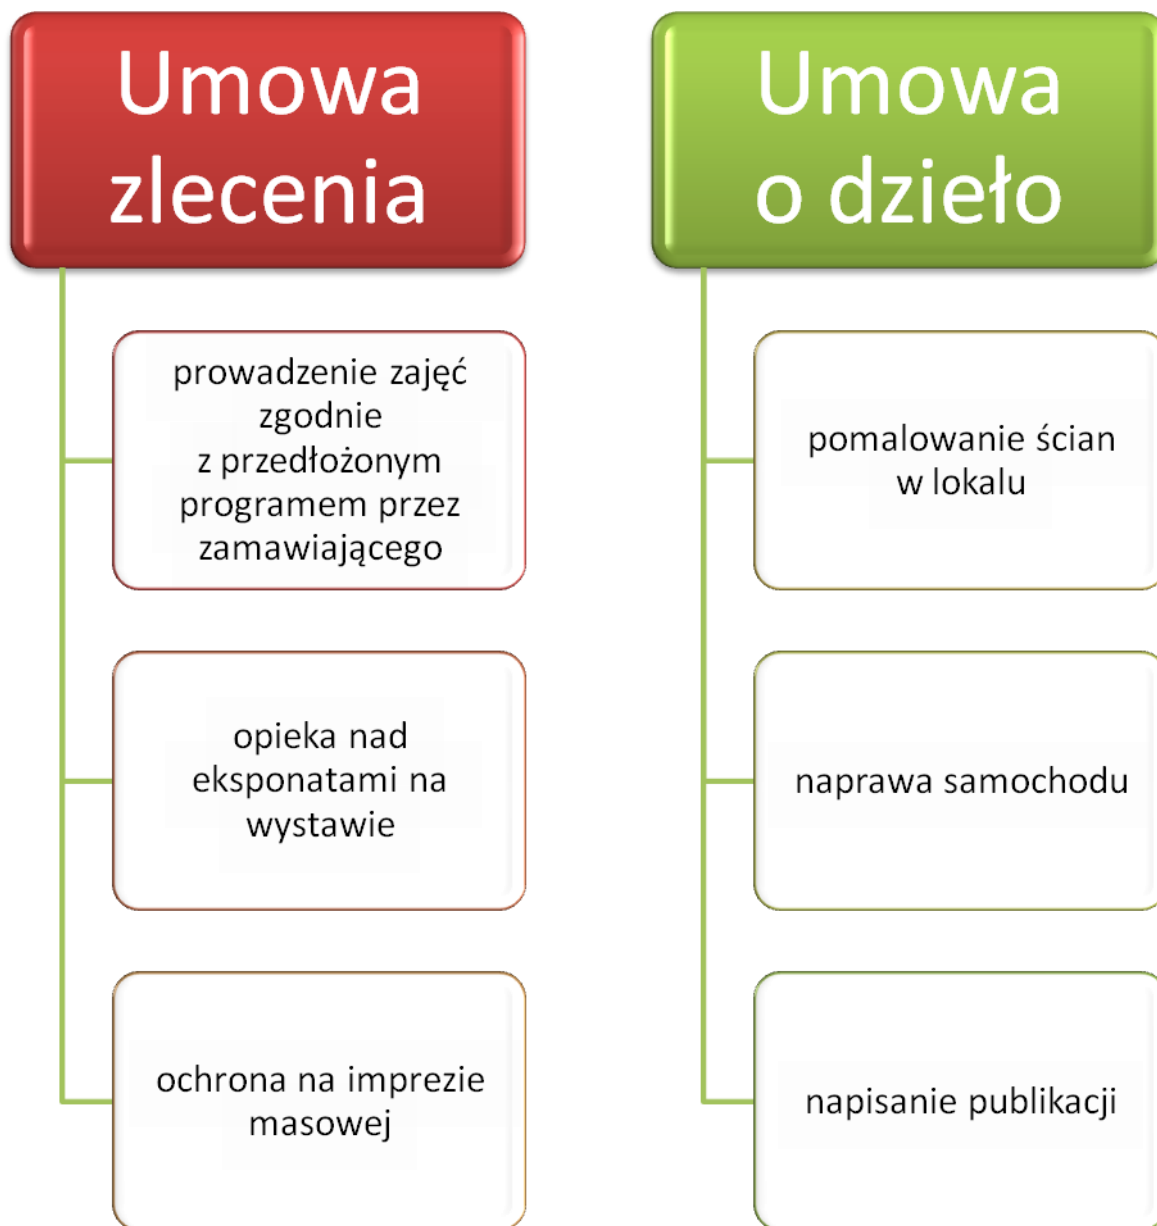 Umowa
zlecenia
prowadzenie zajęć
zgodnie
z przedłożonym
programem przez
zamawiającego
opieka nad
eksponatami na
wystawie
ochrona na imprezie
masowej
Umowa
o dzieło
pomalowanie ścian
w lokalu
naprawa samochodu
napisanie publikacji